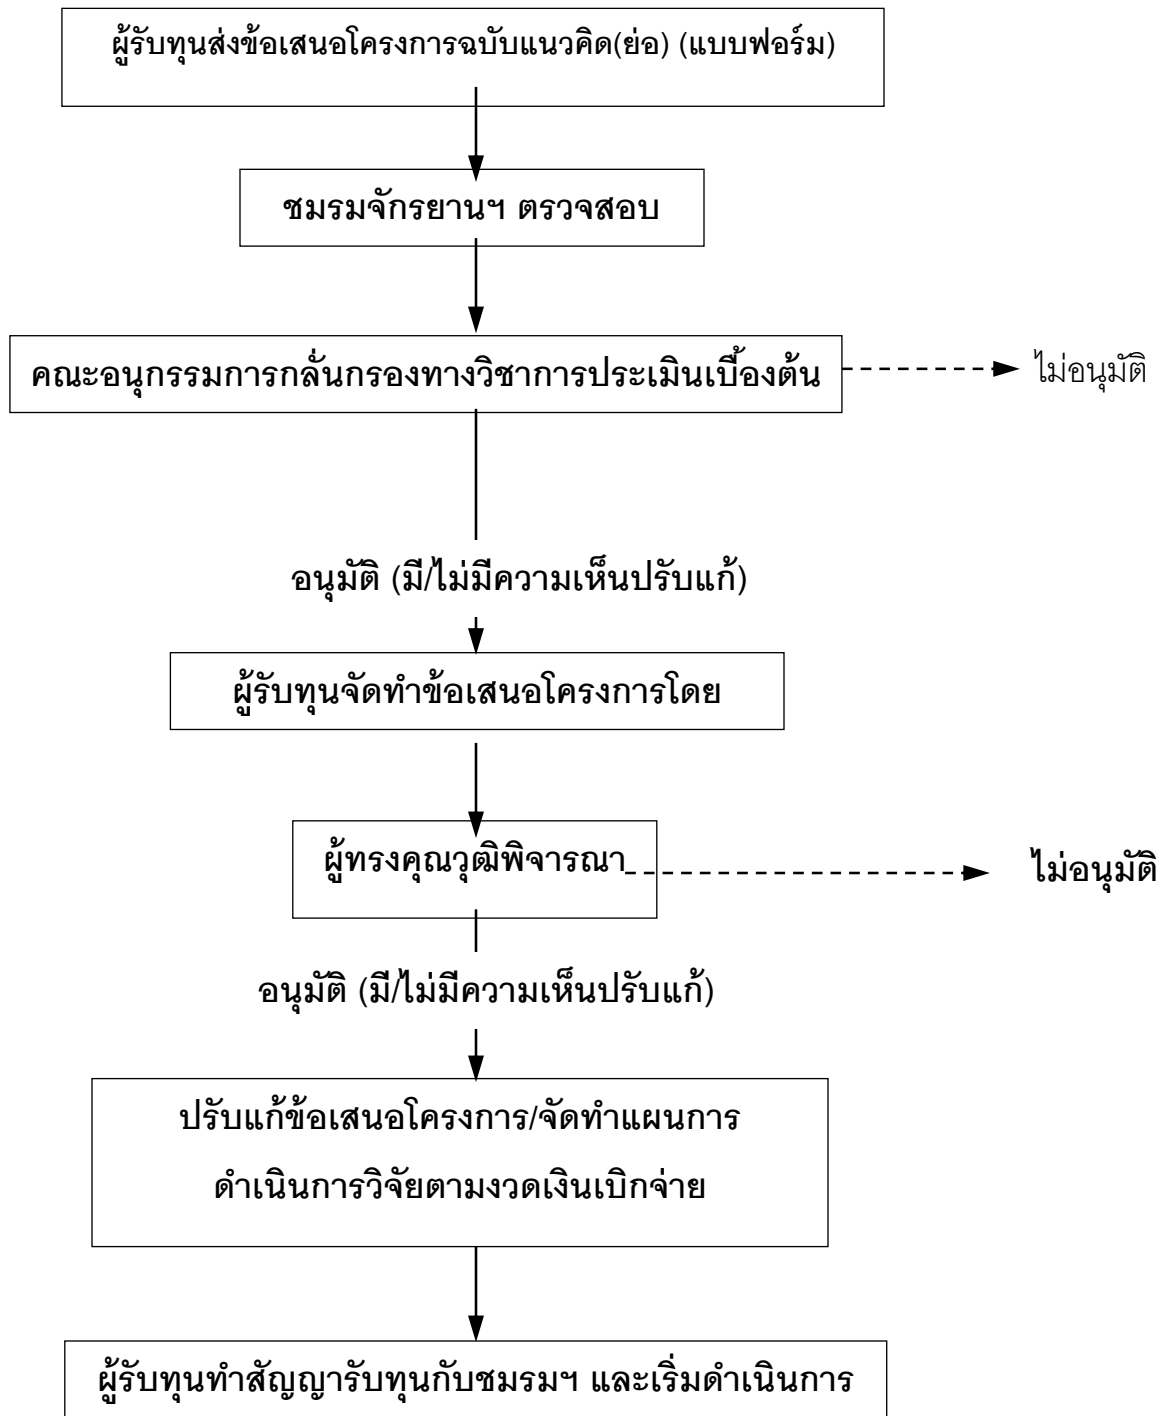 ผู้รับทุนส่งข้อเสนอโครงการฉบับแนวคิด(ย่อ) (แบบฟอร์ม)
ชมรมจักรยานฯ ตรวจสอบ
คณะอนุกรรมการกลั่นกรองทางวิชาการประเมินเบื้องต้น
ไม่อนุมัติ
อนุมัติ (มี/ไม่มีความเห็นปรับแก้)
ผู้รับทุนจัดทำข้อเสนอโครงการโดย
ผู้ทรงคุณวุฒิพิจารณา
ไม่อนุมัติ
อนุมัติ (มี/ไม่มีความเห็นปรับแก้)
ปรับแก้ข้อเสนอโครงการ/จัดทำแผนการ
ดำเนินการวิจัยตามงวดเงินเบิกจ่าย
ผู้รับทุนทำสัญญารับทุนกับชมรมฯ และเริ่มดำเนินการ